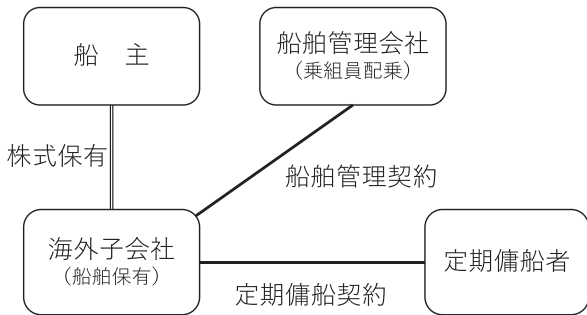 船　主
船舶管理会社
（乗組員配乗）
株式保有
船舶管理契約
海外子会社
（船舶保有）
定期傭船者
定期傭船契約